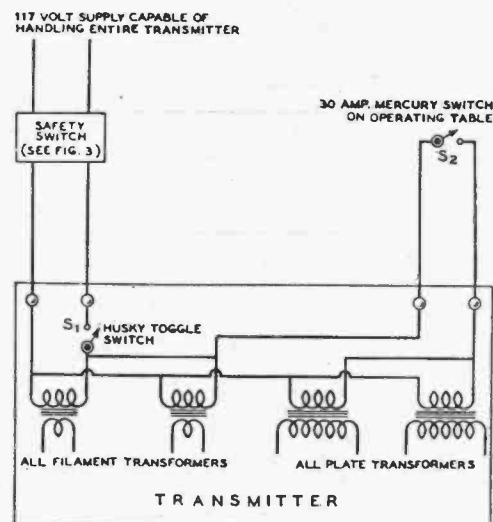 117 VOLT SUPPLY CAPABLE OF
HANDLING ENTIRE TRANSMITTER
SAFETY
SWITCH
(SEE FIG. 3)
30 AMP. MERCURY SWITCH
ON OPERATING TABLE
S2
S1
HUSKY TOGGLE
SWITCH
ALL FILAMENT TRANSFORMERS
ALL PLATE TRANSFORMERS
TRANSMITTER